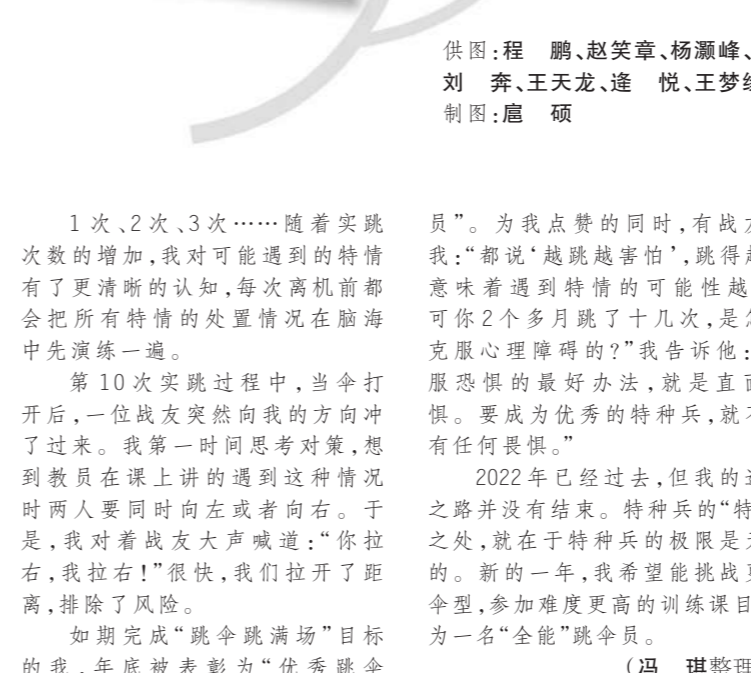 供图:程　鹏、赵笑章、杨灏峰、
刘　奔、王天龙、逄　悦、王梦
制图:扈　硕
1次、2次、3次……随着实跳
次数的增加,我对可能遇到的特情
有了更清晰的认知,每次离机前都
会把所有特情的处置情况在脑海
中先演练一遍。
第10次实跳过程中,当伞打
开后,一位战友突然向我的方向冲
了过来。我第一时间思考对策,想
到教员在课上讲的遇到这种情况
时两人要同时向左或者向右。于
是,我对着战友大声喊道:“你拉
右,我拉右!”很快,我们拉开了距
离,排除了风险。
如期完成“跳伞跳满场”目标
的我,年底被表彰为“优秀跳伞
员”。为我点赞的同时,有战
我:“都说‘越跳越害怕’,跳得
意味着遇到特情的可能性越
可你2个多月跳了十几次,是
克服心理障碍的?”我告诉他:
服恐惧的最好办法,就是直
惧。要成为优秀的特种兵,就
有任何畏惧。”
2022年已经过去,但我的
之路并没有结束。特种兵的“特
之处,就在于特种兵的极限是
的。新的一年,我希望能挑战
伞型,参加难度更高的训练课目
为一名“全能”跳伞员。
(冯　琪整理